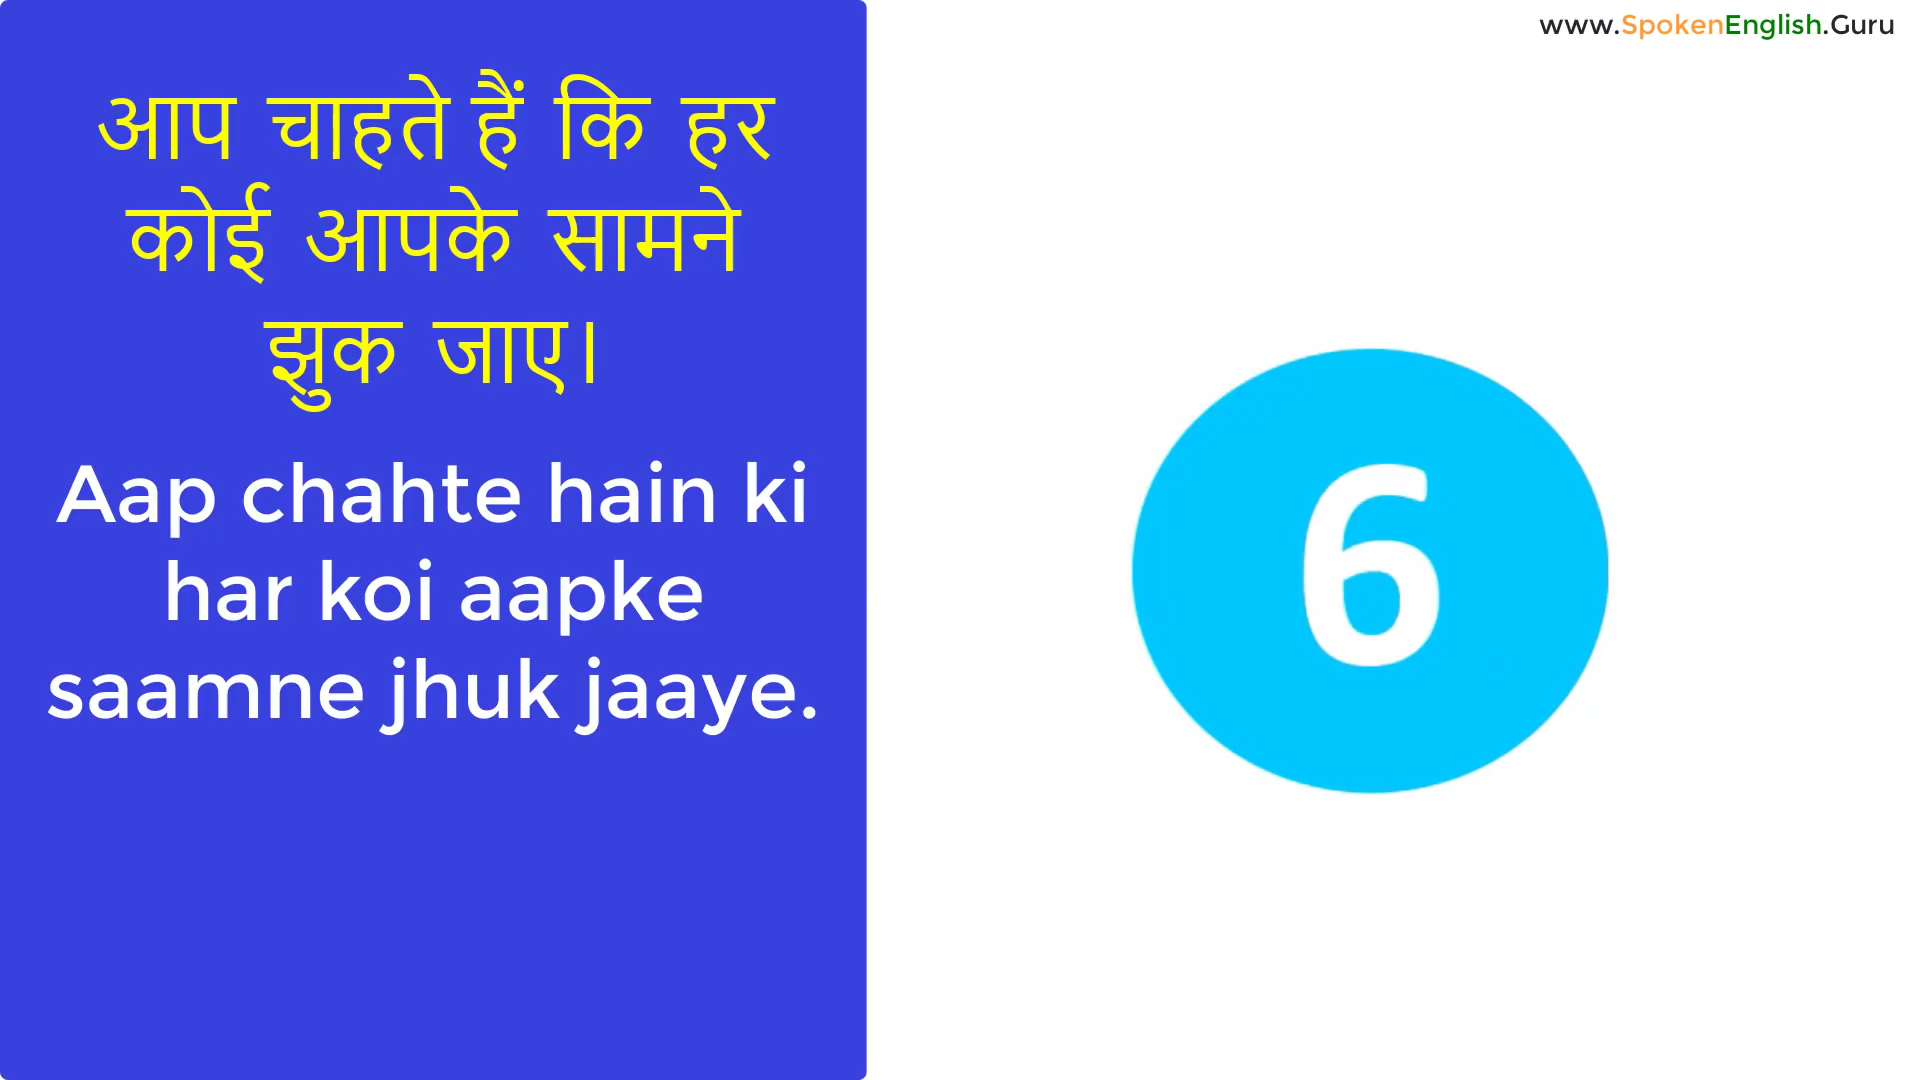 www.SpokenEnglish.Guru
आप चाहते हैं कि हर
कोई आपके सामने
झुक जाए।
Aap chahte hain ki
har koi aapke
saamne jhuk jaaye.
6